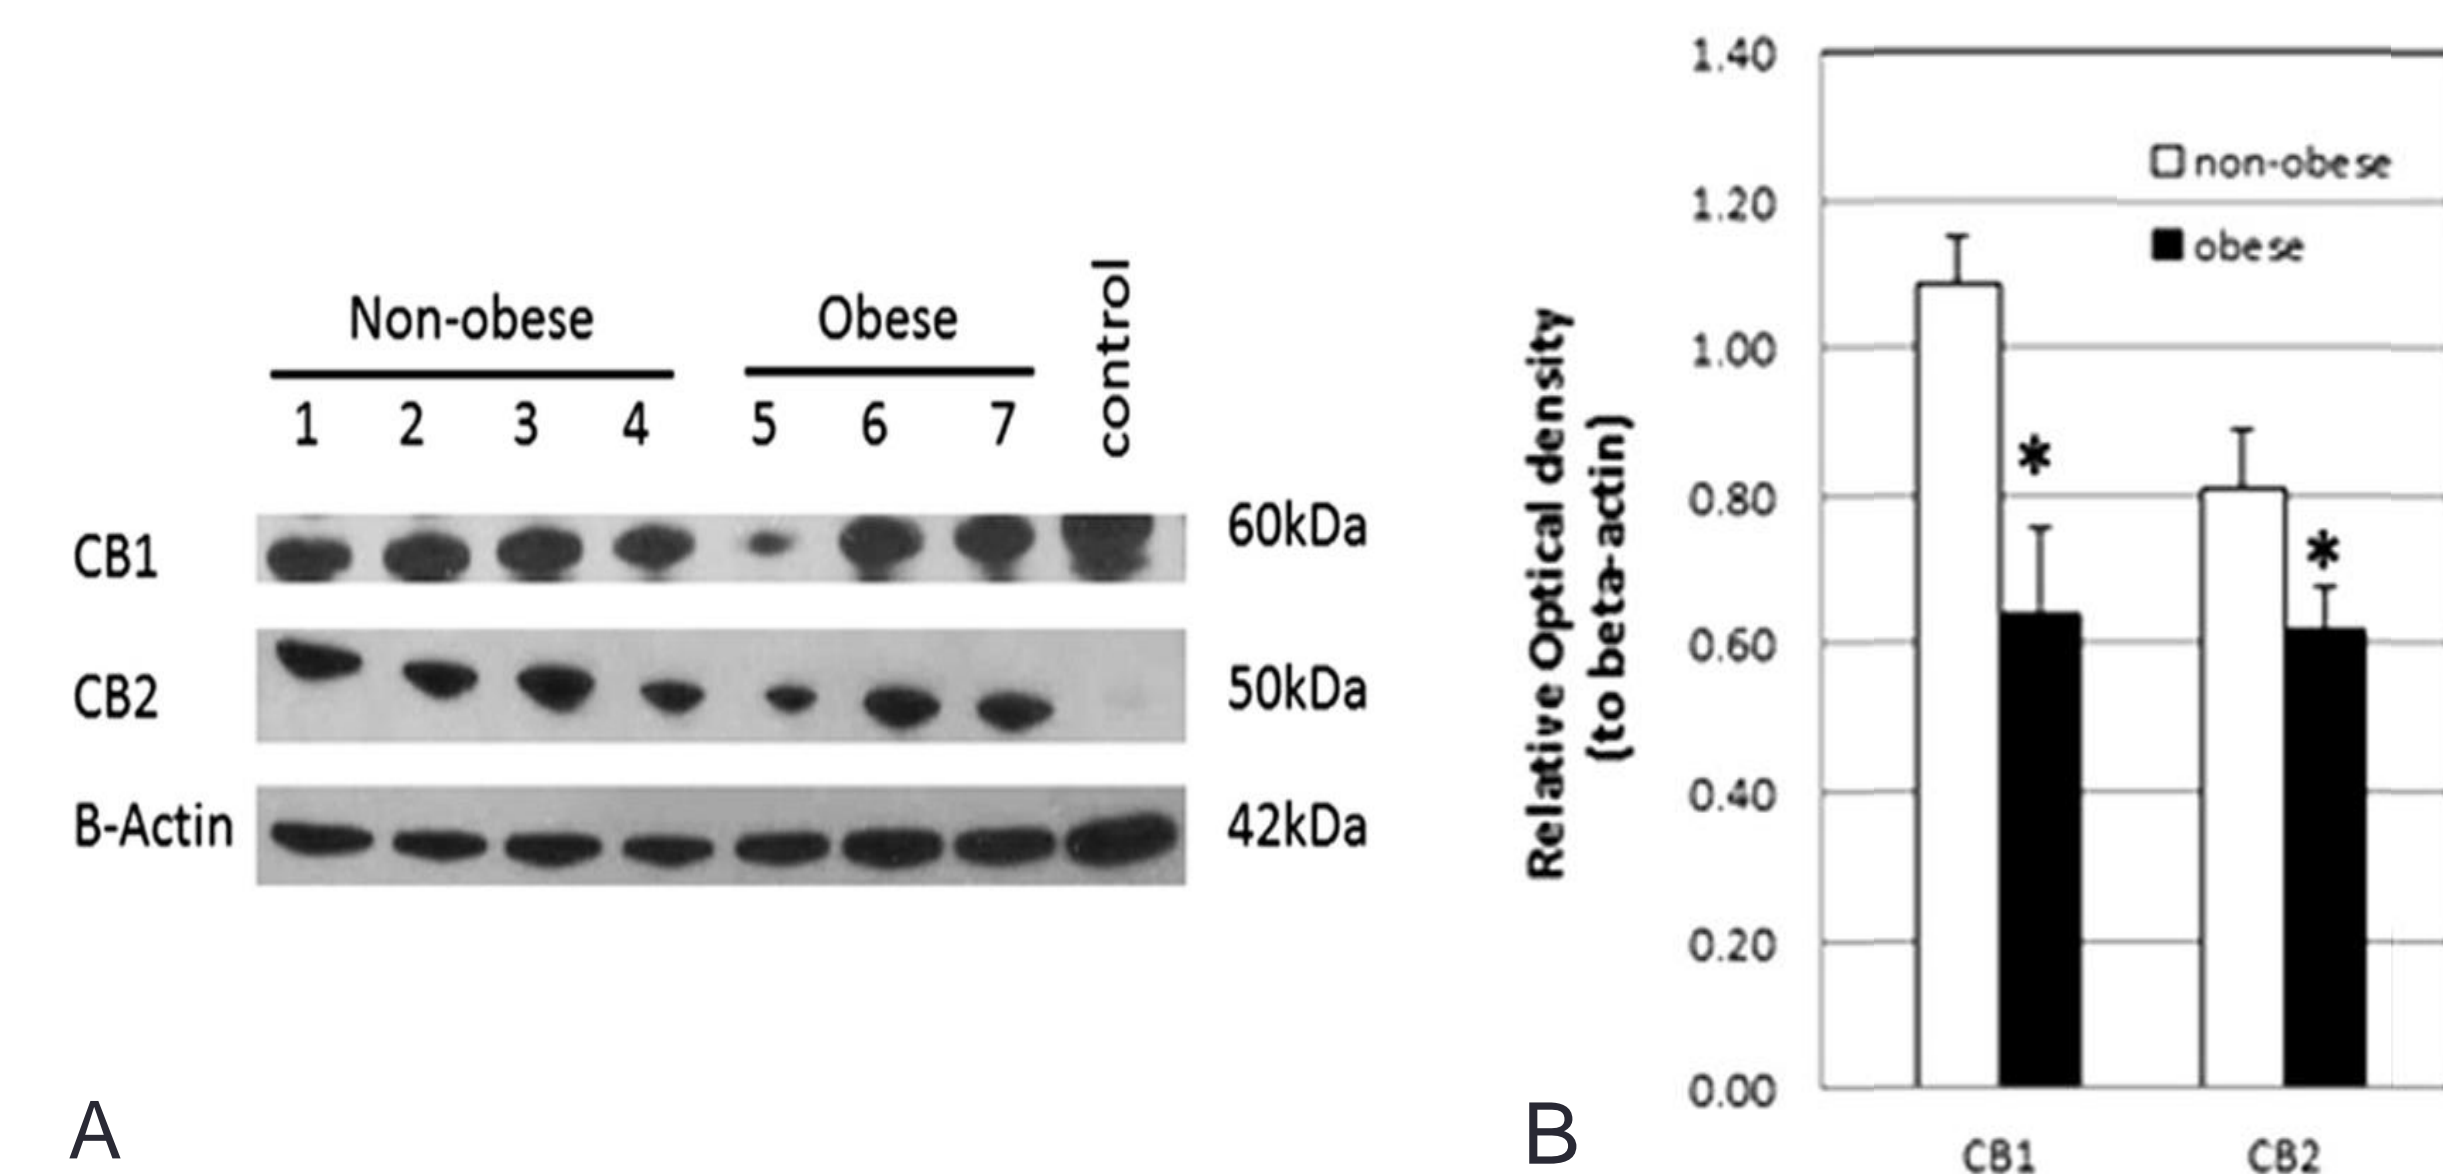 Non-obese
Obese
control
1 2 3 4 5 6 7
CB1
60kDa
CB2
50kDa
B-Actin
42kDa
A
Relative Optical density
(to beta-actin)
1.40
1.20
1.00
0.80
0.60
0.40
0.20
0.00
non-obese
obese
*
*
CB1
CB2
B